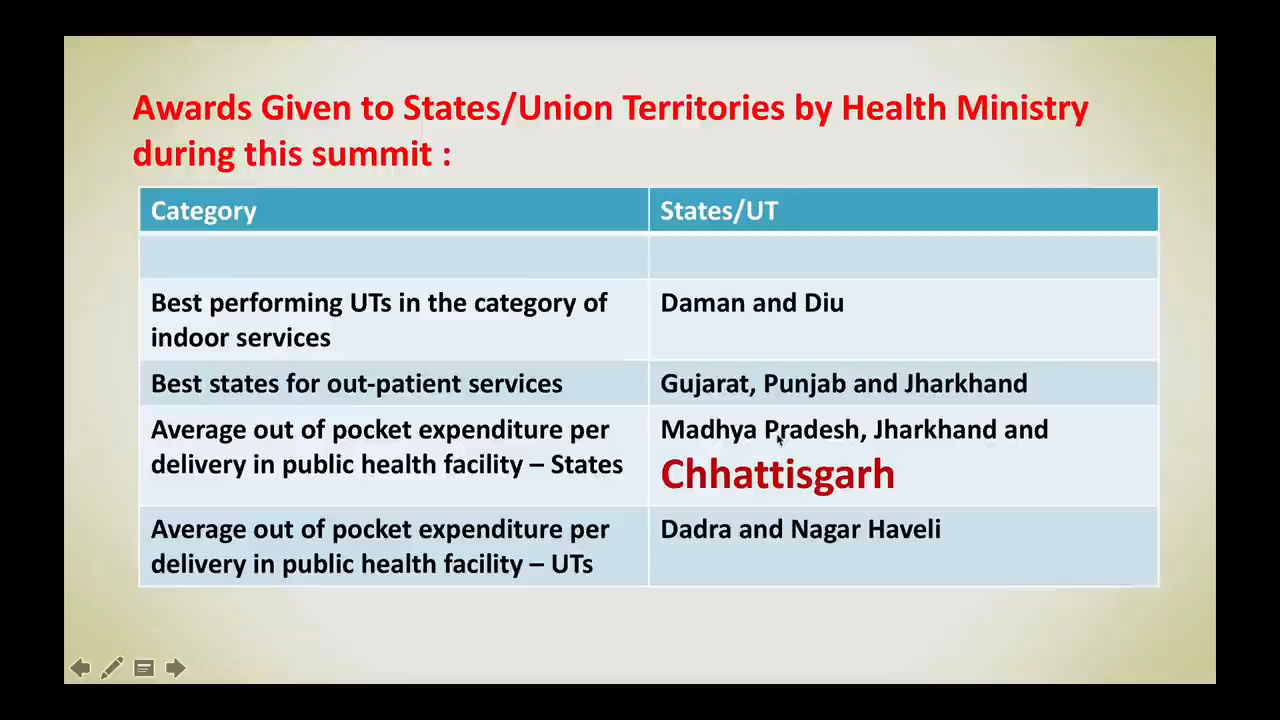 Awards Given to States/Union Territories by Health Ministry
during this summit :
Category
States/UT
Best performing UTs in the category of
indoor services
Daman and Diu
Best states for out-patient services
Gujarat, Punjab and Jharkhand
Average out of pocket expenditure per
delivery in public health facility – States
Madhya Pradesh, Jharkhand and
Chhattisgarh
Average out of pocket expenditure per
delivery in public health facility – UTs
Dadra and Nagar Haveli